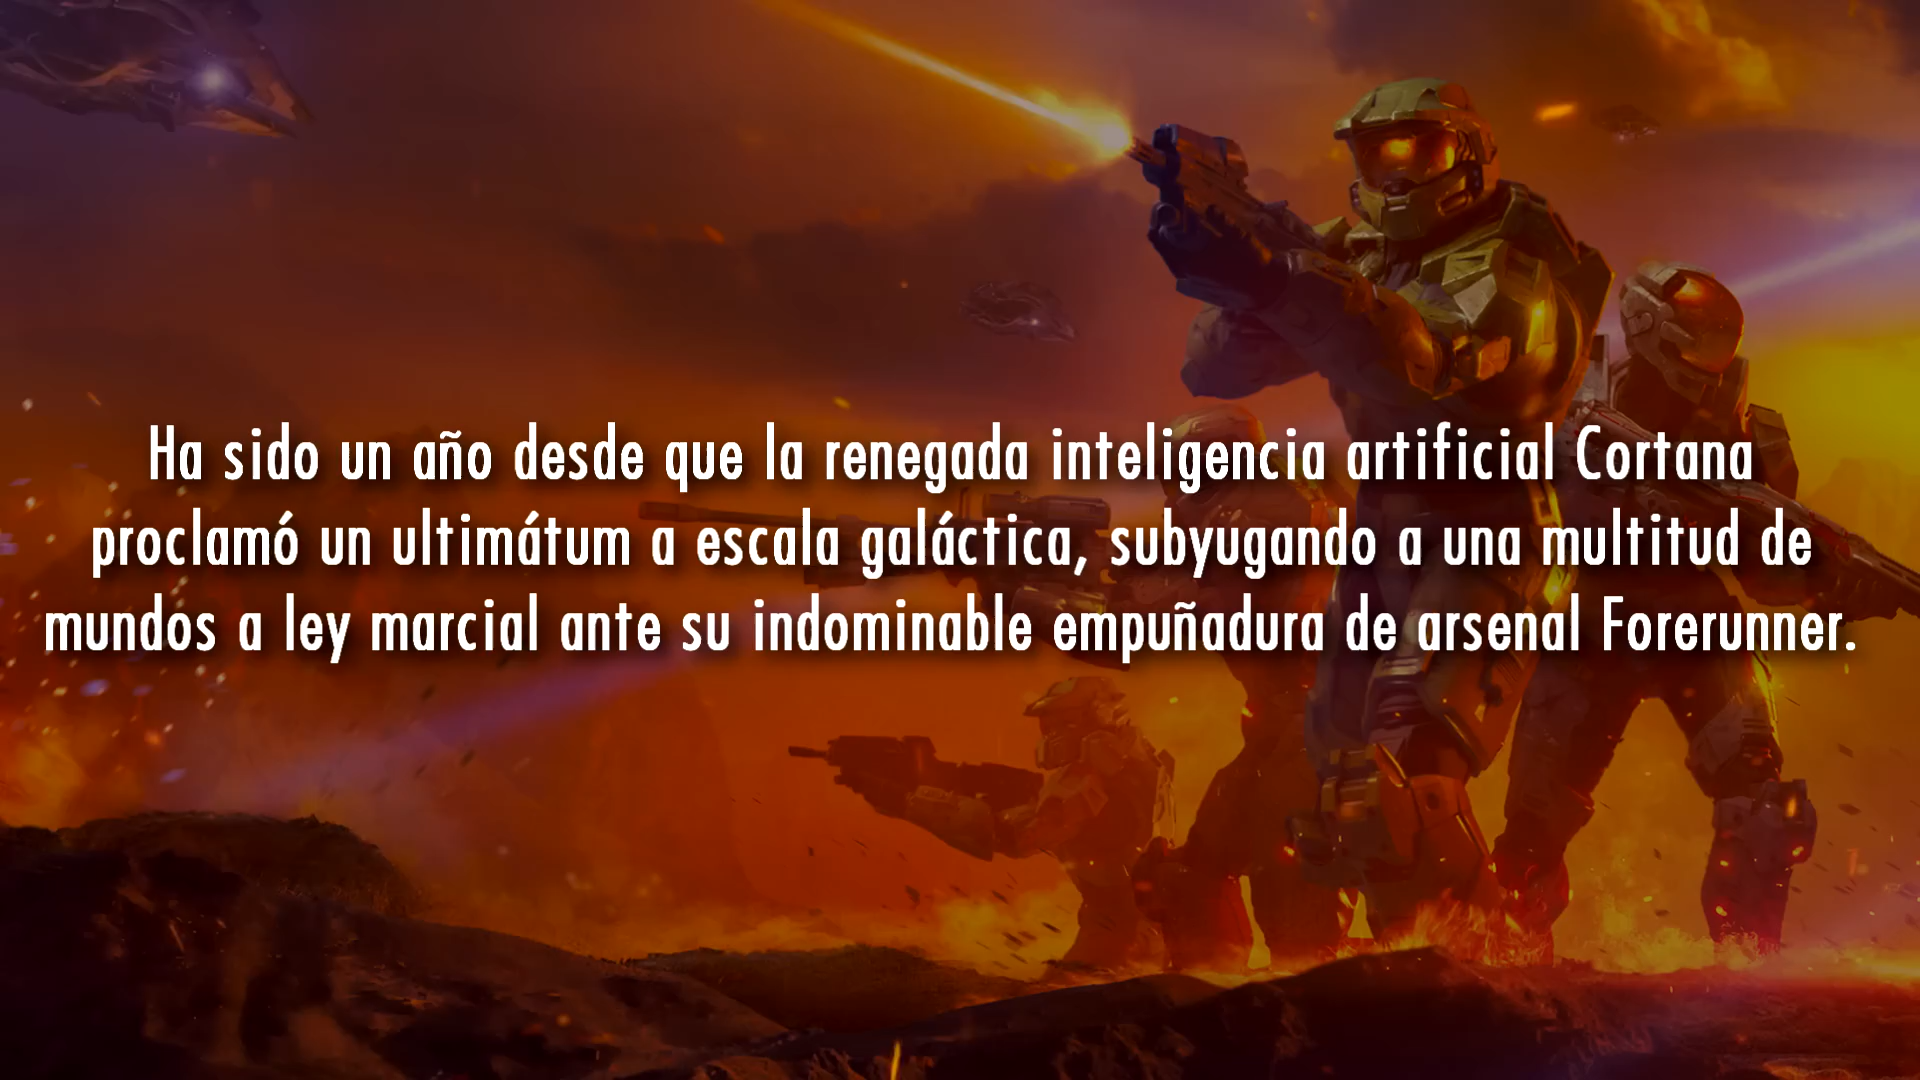 Ha sido un año desde que la renegada inteligencia artificial Cortana
proclamó un ultimátum a escala galáctica, subyugando a una multitud de
mundos a ley marcial ante su indominable empuñadura de arsenal Forerunner.